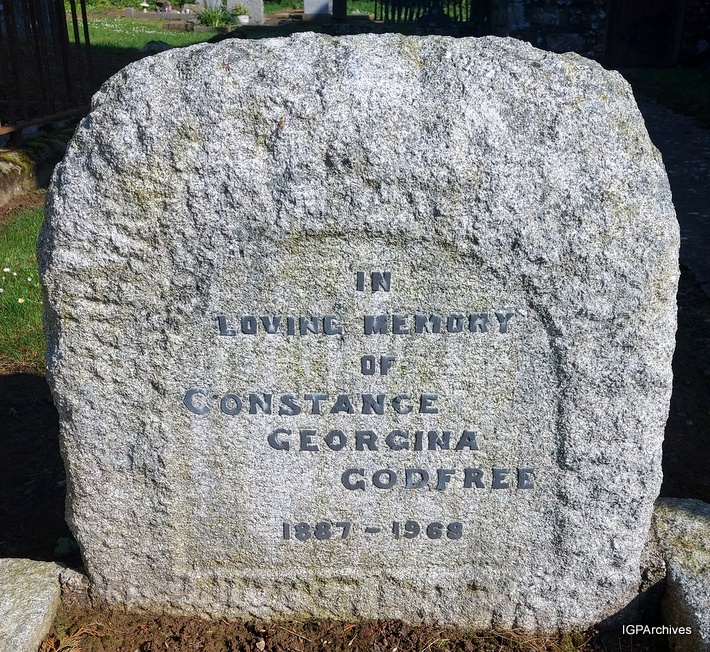 IN
LOVING MEMORY
OF
CONSTANCE
GEORGINA
GODFREE
1887 - 1968
IGPArchives